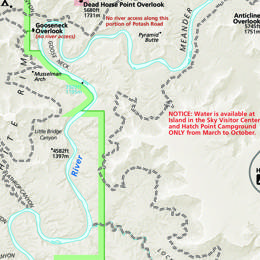 Dead Horse Point Overlook
5680ft
1731m
Gooseneck
Overlook
(no river access)
No river access along this
portion of Potash Road
Anticline
Overlook
5745ft
1751m
Pyramid
Butte
MEANDER
GOOSE NECK
Musselman
Arch
WHITE RIM
NOTICE: Water is available at
Island in the Sky Visitor Center
and Hatch Point Campground
ONLY from March to October.
Little Bridge
Canyon
4582ft
1397m
River
CANYON